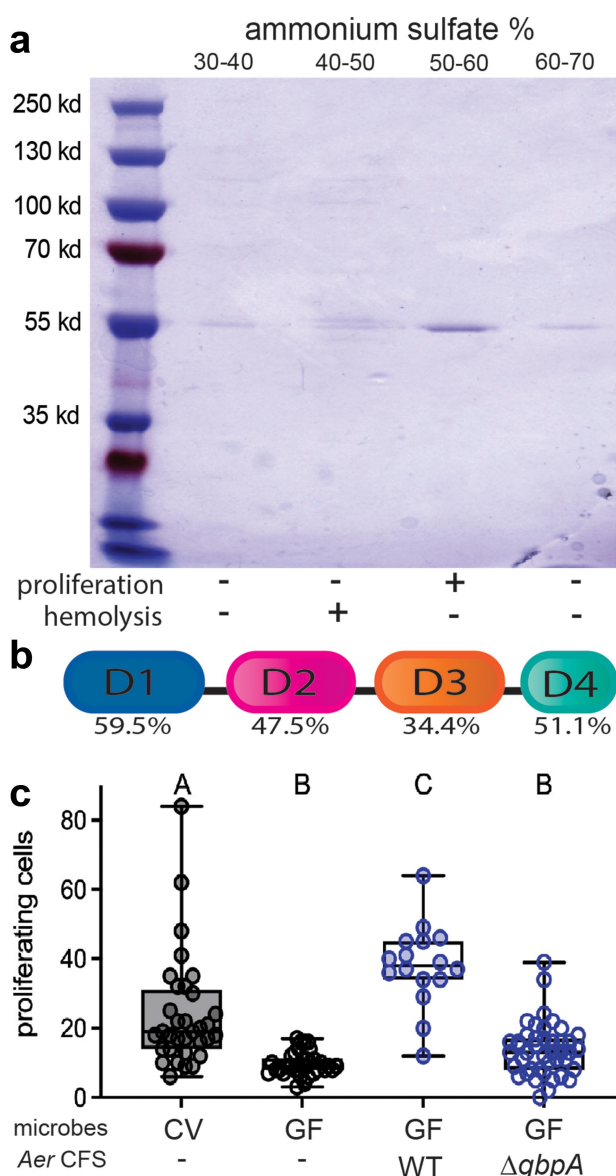 a
ammonium sulfate %
30-40 40-50 50-60 60-70
250 kd
130 kd
100 kd
70 kd
55 kd
35 kd
proliferation - - + -
hemolysis - + - -
b
D1 D2 D3 D4
59.5% 47.5% 34.4% 51.1%
c
A B C B
proliferating cells
80
60
40
20
0
microbes CV GF GF GF
Aer CFS - - WT ΔgbpA